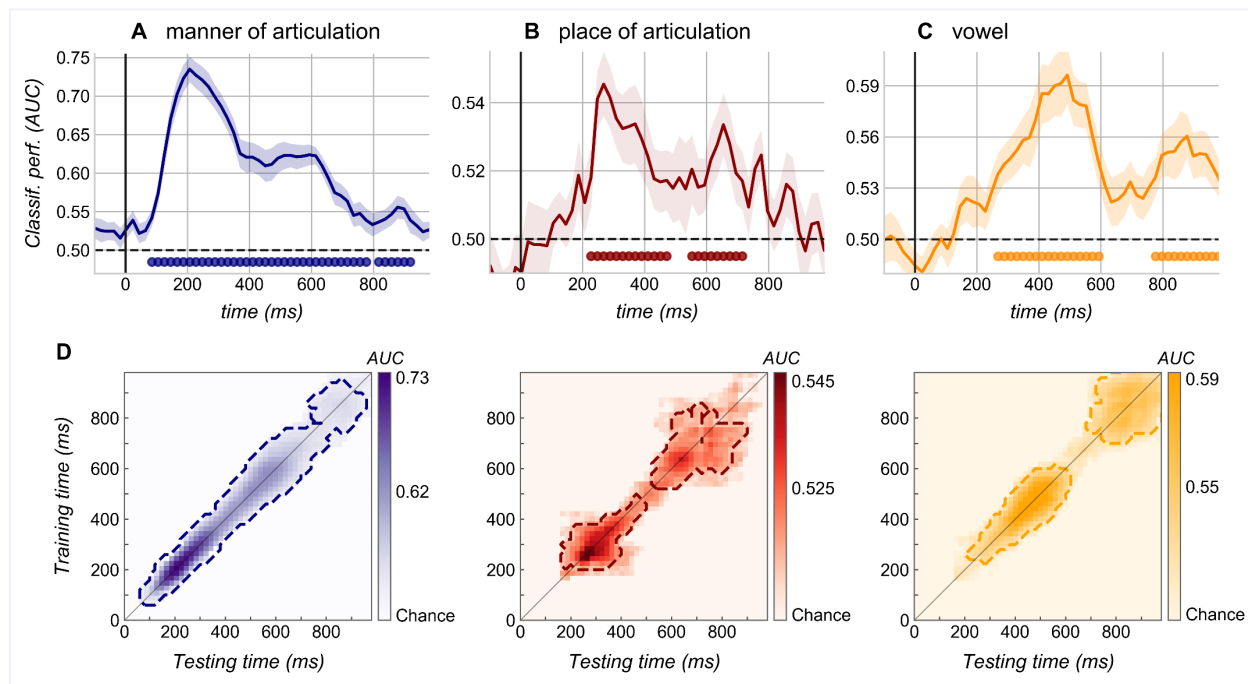 A manner of articulation
B place of articulation
C vowel
Classif. perf. (AUC)
0.75
0.70
0.65
0.60
0.55
0.50
0 200 400 600 800
time (ms)
0.54
0.52
0.50
0 200 400 600 800
time (ms)
0.59
0.56
0.53
0.50
0 200 400 600 800
time (ms)
D
Training time (ms)
800
600
400
200
0
0 200 400 600 800
Testing time (ms)
AUC
0.73
0.62
Chance
800
600
400
200
0
0 200 400 600 800
Testing time (ms)
AUC
0.545
0.525
Chance
800
600
400
200
0
0 200 400 600 800
Testing time (ms)
AUC
0.59
0.55
Chance